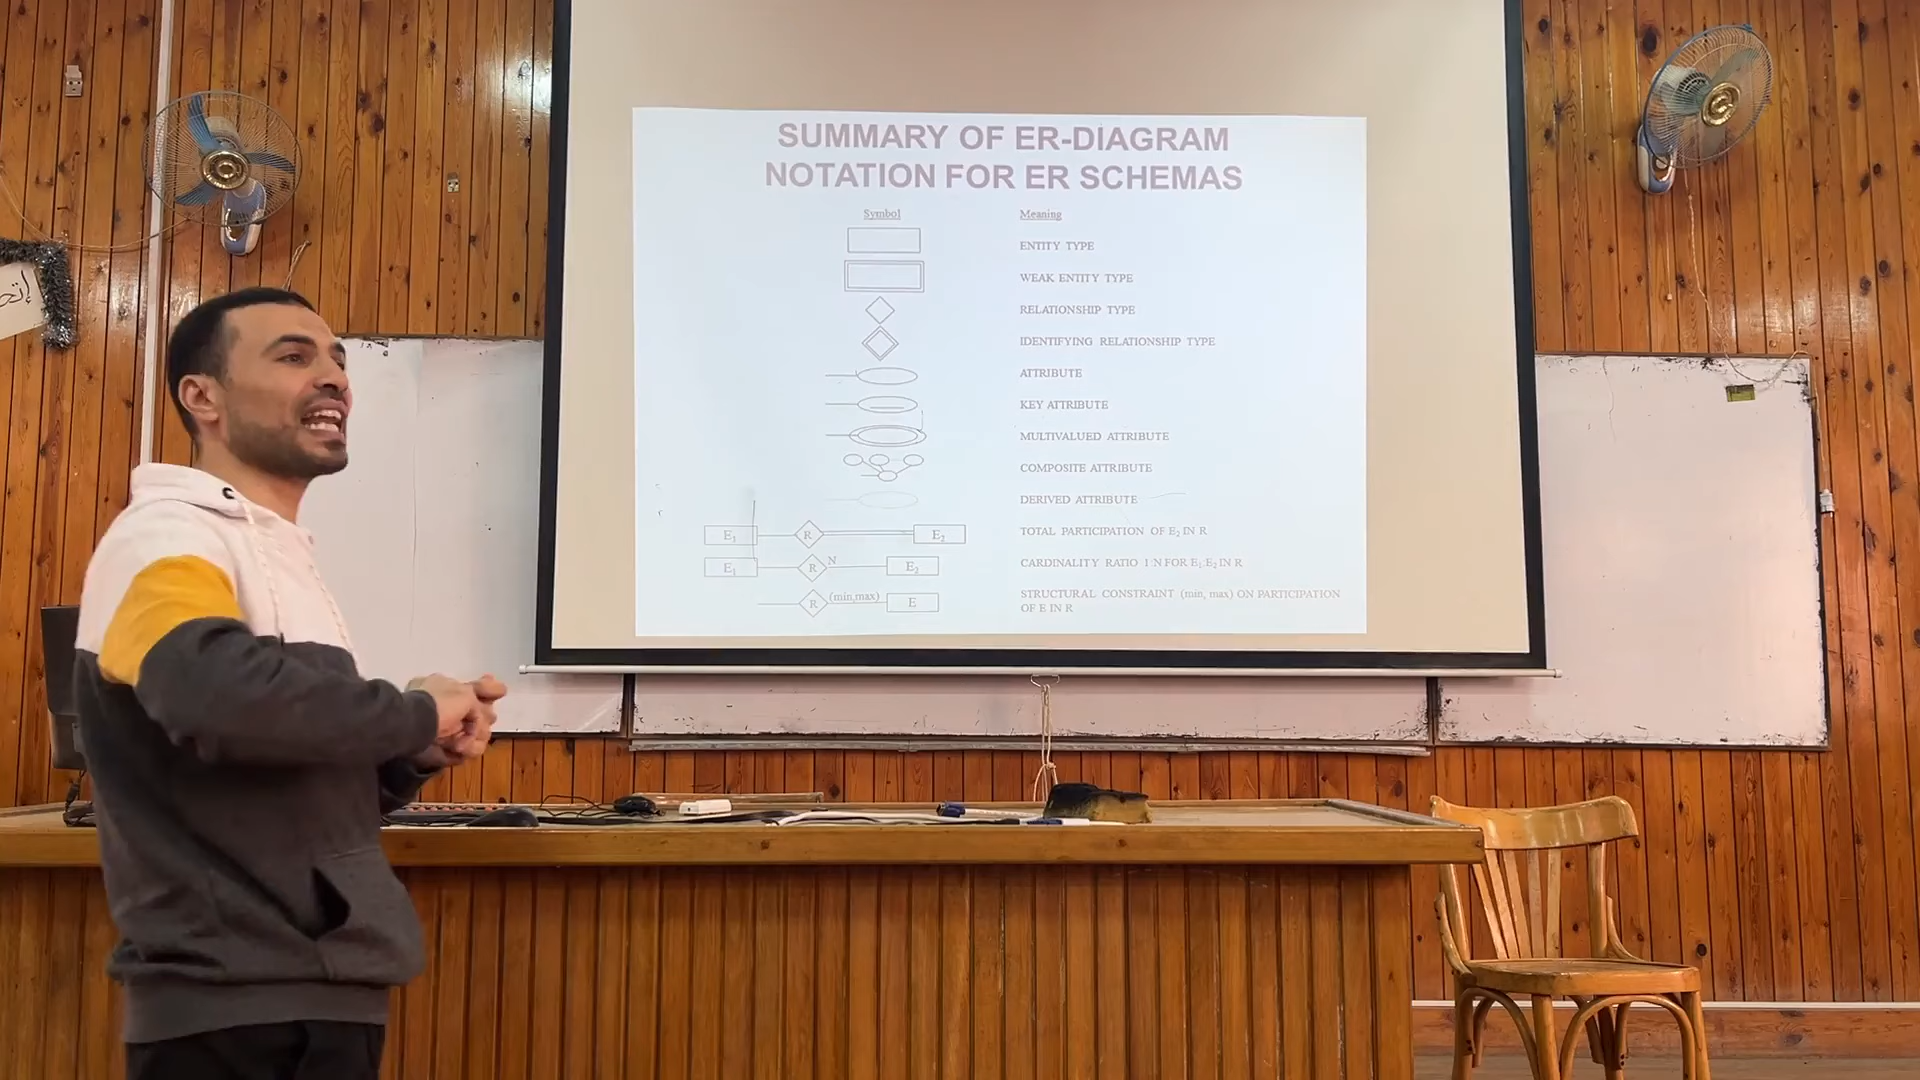 SUMMARY OF ER-DIAGRAM
NOTATION FOR ER SCHEMAS
Symbol Meaning
ENTITY TYPE
WEAK ENTITY TYPE
RELATIONSHIP TYPE
IDENTIFYING RELATIONSHIP TYPE
ATTRIBUTE
KEY ATTRIBUTE
MULTIVALUED ATTRIBUTE
COMPOSITE ATTRIBUTE
DERIVED ATTRIBUTE
E₁ R E₂ TOTAL PARTICIPATION OF E₂ IN R
E₁ R N E₂ CARDINALITY RATIO 1:N FOR E₁:E₂ IN R
R (min,max) E STRUCTURAL CONSTRAINT (min, max) ON PARTICIPATION
OF E IN R